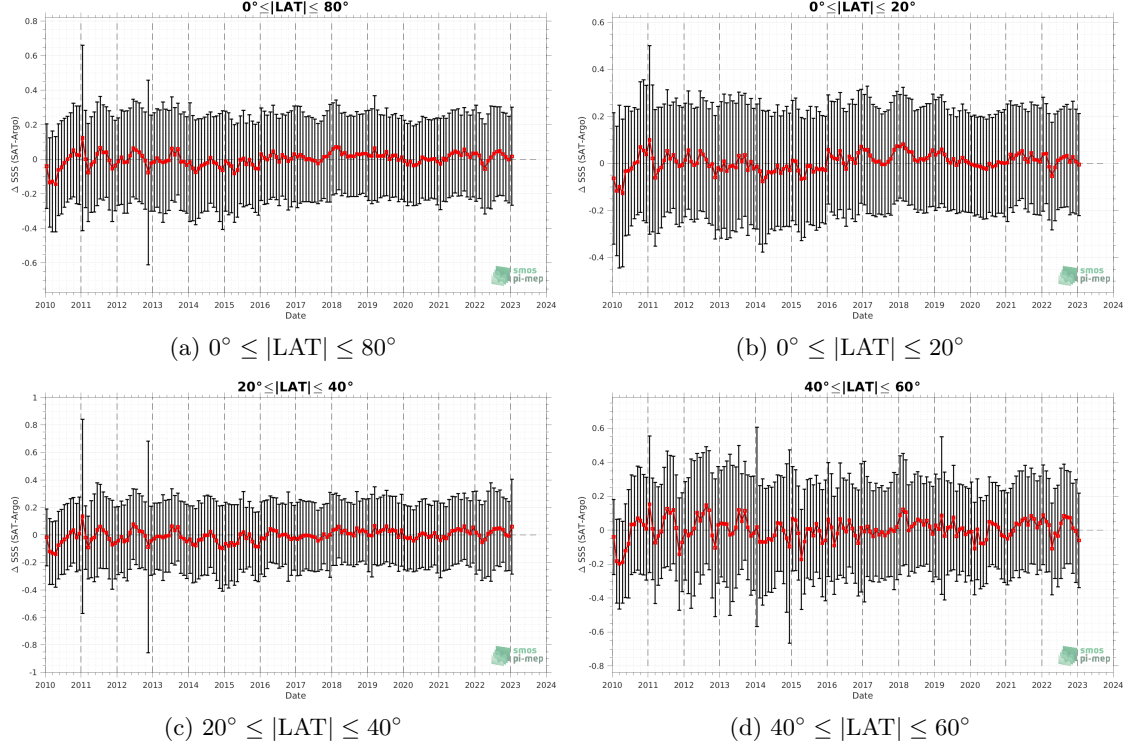 0°≤|LAT|≤ 80°
Δ SSS (SAT-Argo)
0.8
0.6
0.4
0.2
0
-0.2
-0.4
-0.6
smos
pi-mep
2010 2011 2012 2013 2014 2015 2016 2017 2018 2019 2020 2021 2022 2023 2024
Date
(a) 0° ≤ |LAT| ≤ 80°
0°≤|LAT|≤ 20°
Δ SSS (SAT-Argo)
0.6
0.4
0.2
0
-0.2
-0.4
smos
pi-mep
2010 2011 2012 2013 2014 2015 2016 2017 2018 2019 2020 2021 2022 2023 2024
Date
(b) 0° ≤ |LAT| ≤ 20°
20°≤|LAT|≤ 40°
Δ SSS (SAT-Argo)
1
0.8
0.6
0.4
0.2
0
-0.2
-0.4
-0.6
-0.8
-1
smos
pi-mep
2010 2011 2012 2013 2014 2015 2016 2017 2018 2019 2020 2021 2022 2023 2024
Date
(c) 20° ≤ |LAT| ≤ 40°
40°≤|LAT|≤ 60°
Δ SSS (SAT-Argo)
0.6
0.4
0.2
0
-0.2
-0.4
-0.6
-0.8
smos
pi-mep
2010 2011 2012 2013 2014 2015 2016 2017 2018 2019 2020 2021 2022 2023 2024
Date
(d) 40° ≤ |LAT| ≤ 60°